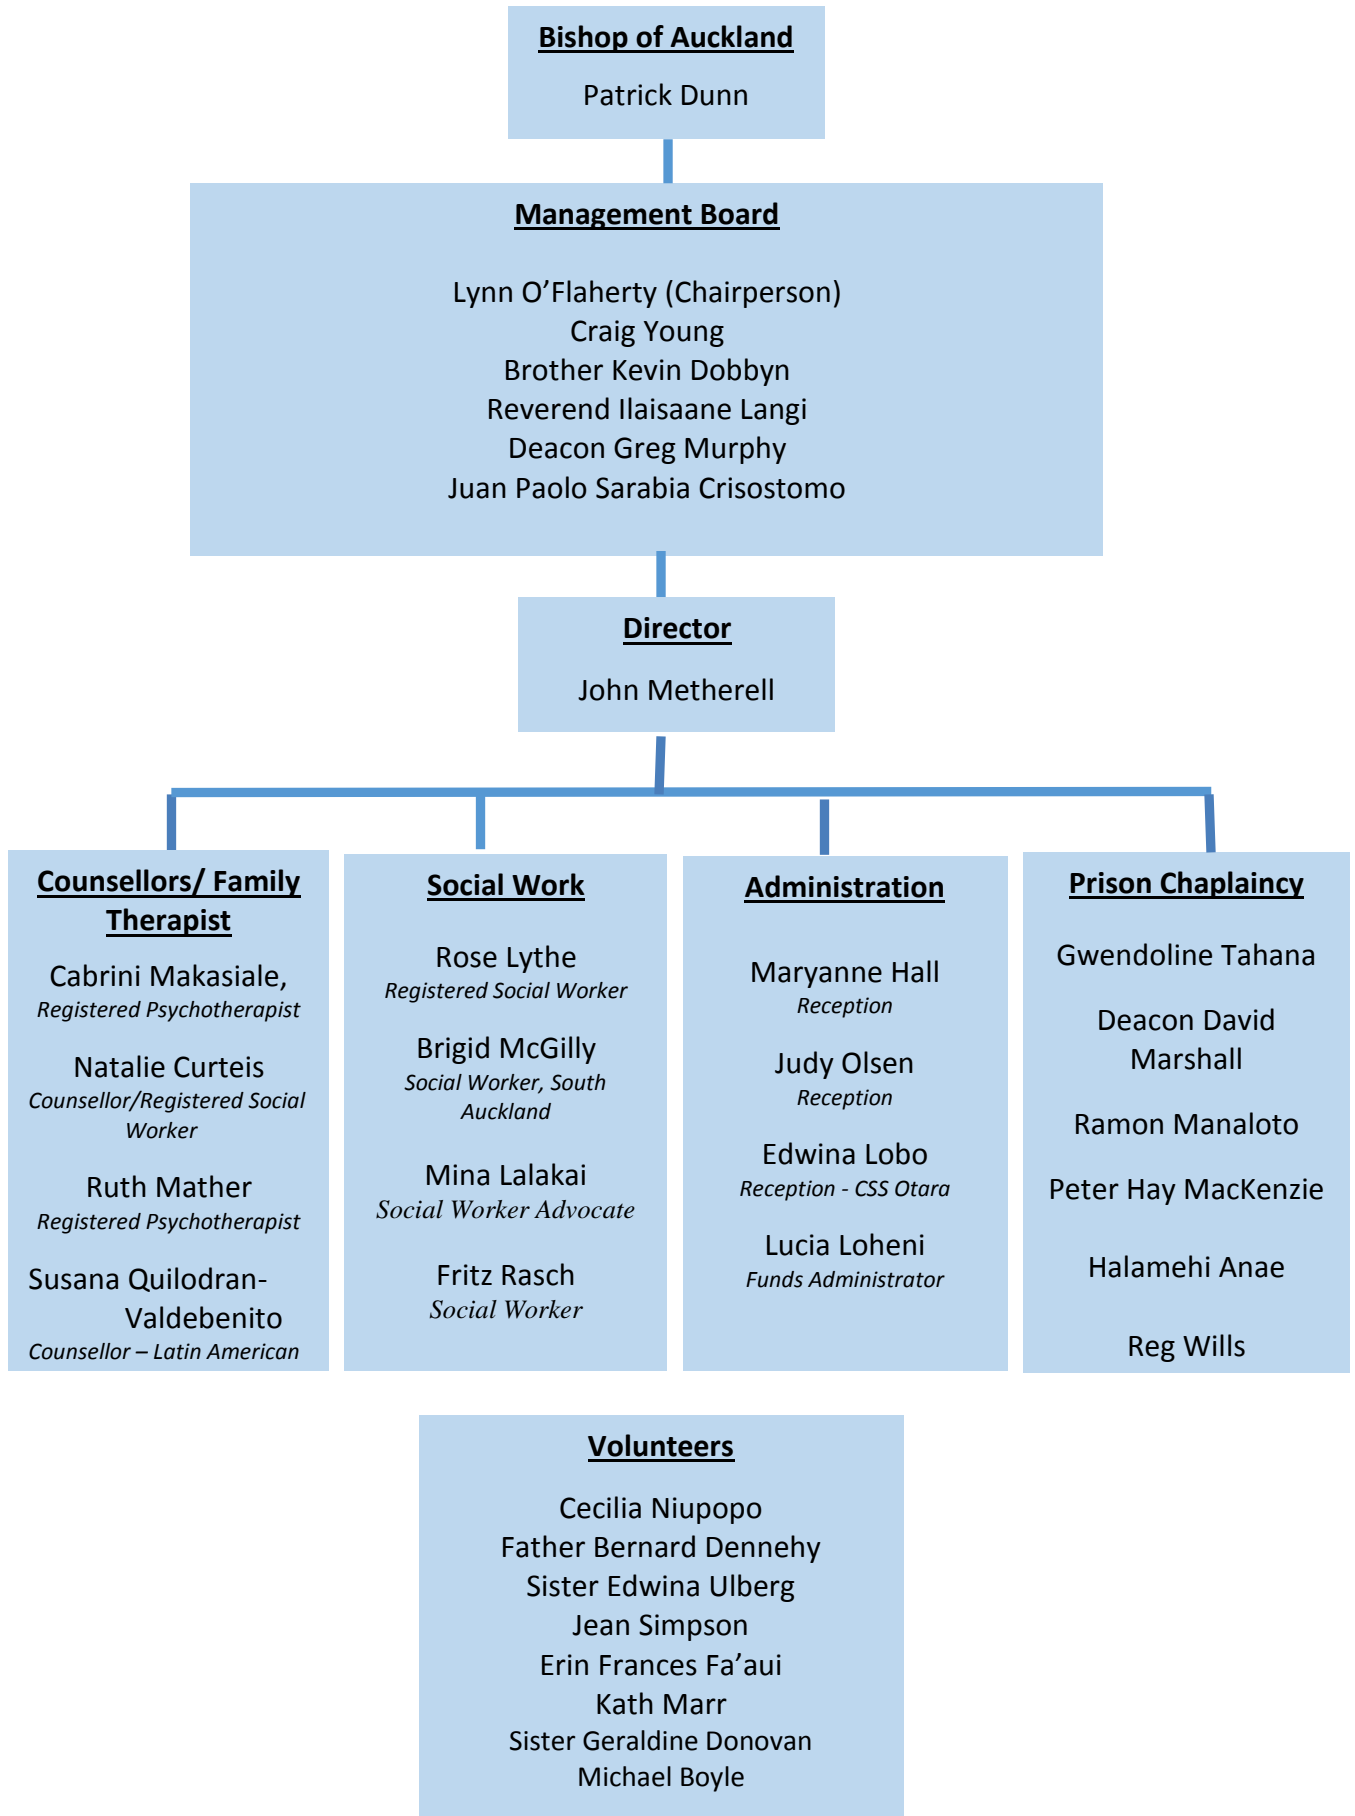 Bishop of Auckland
Patrick Dunn
Management Board
Lynn O’Flaherty (Chairperson)
Craig Young
Brother Kevin Dobbyn
Reverend Ilaisaane Langi
Deacon Greg Murphy
Juan Paolo Sarabia Crisostomo
Director
John Metherell
Counsellors/ Family
Therapist
Cabrini Makasiale,
Registered Psychotherapist
Natalie Curteis
Counsellor/Registered Social
Worker
Ruth Mather
Registered Psychotherapist
Susana Quilodran-
Valdebenito
Counsellor – Latin American
Social Work
Rose Lythe
Registered Social Worker
Brigid McGilly
Social Worker, South
Auckland
Mina Lalakai
Social Worker Advocate
Fritz Rasch
Social Worker
Administration
Maryanne Hall
Reception
Judy Olsen
Reception
Edwina Lobo
Reception - CSS Otara
Lucia Loheni
Funds Administrator
Prison Chaplaincy
Gwendoline Tahana
Deacon David
Marshall
Ramon Manaloto
Peter Hay MacKenzie
Halamehi Anae
Reg Wills
Volunteers
Cecilia Niupopo
Father Bernard Dennehy
Sister Edwina Ulberg
Jean Simpson
Erin Frances Fa’aui
Kath Marr
Sister Geraldine Donovan
Michael Boyle